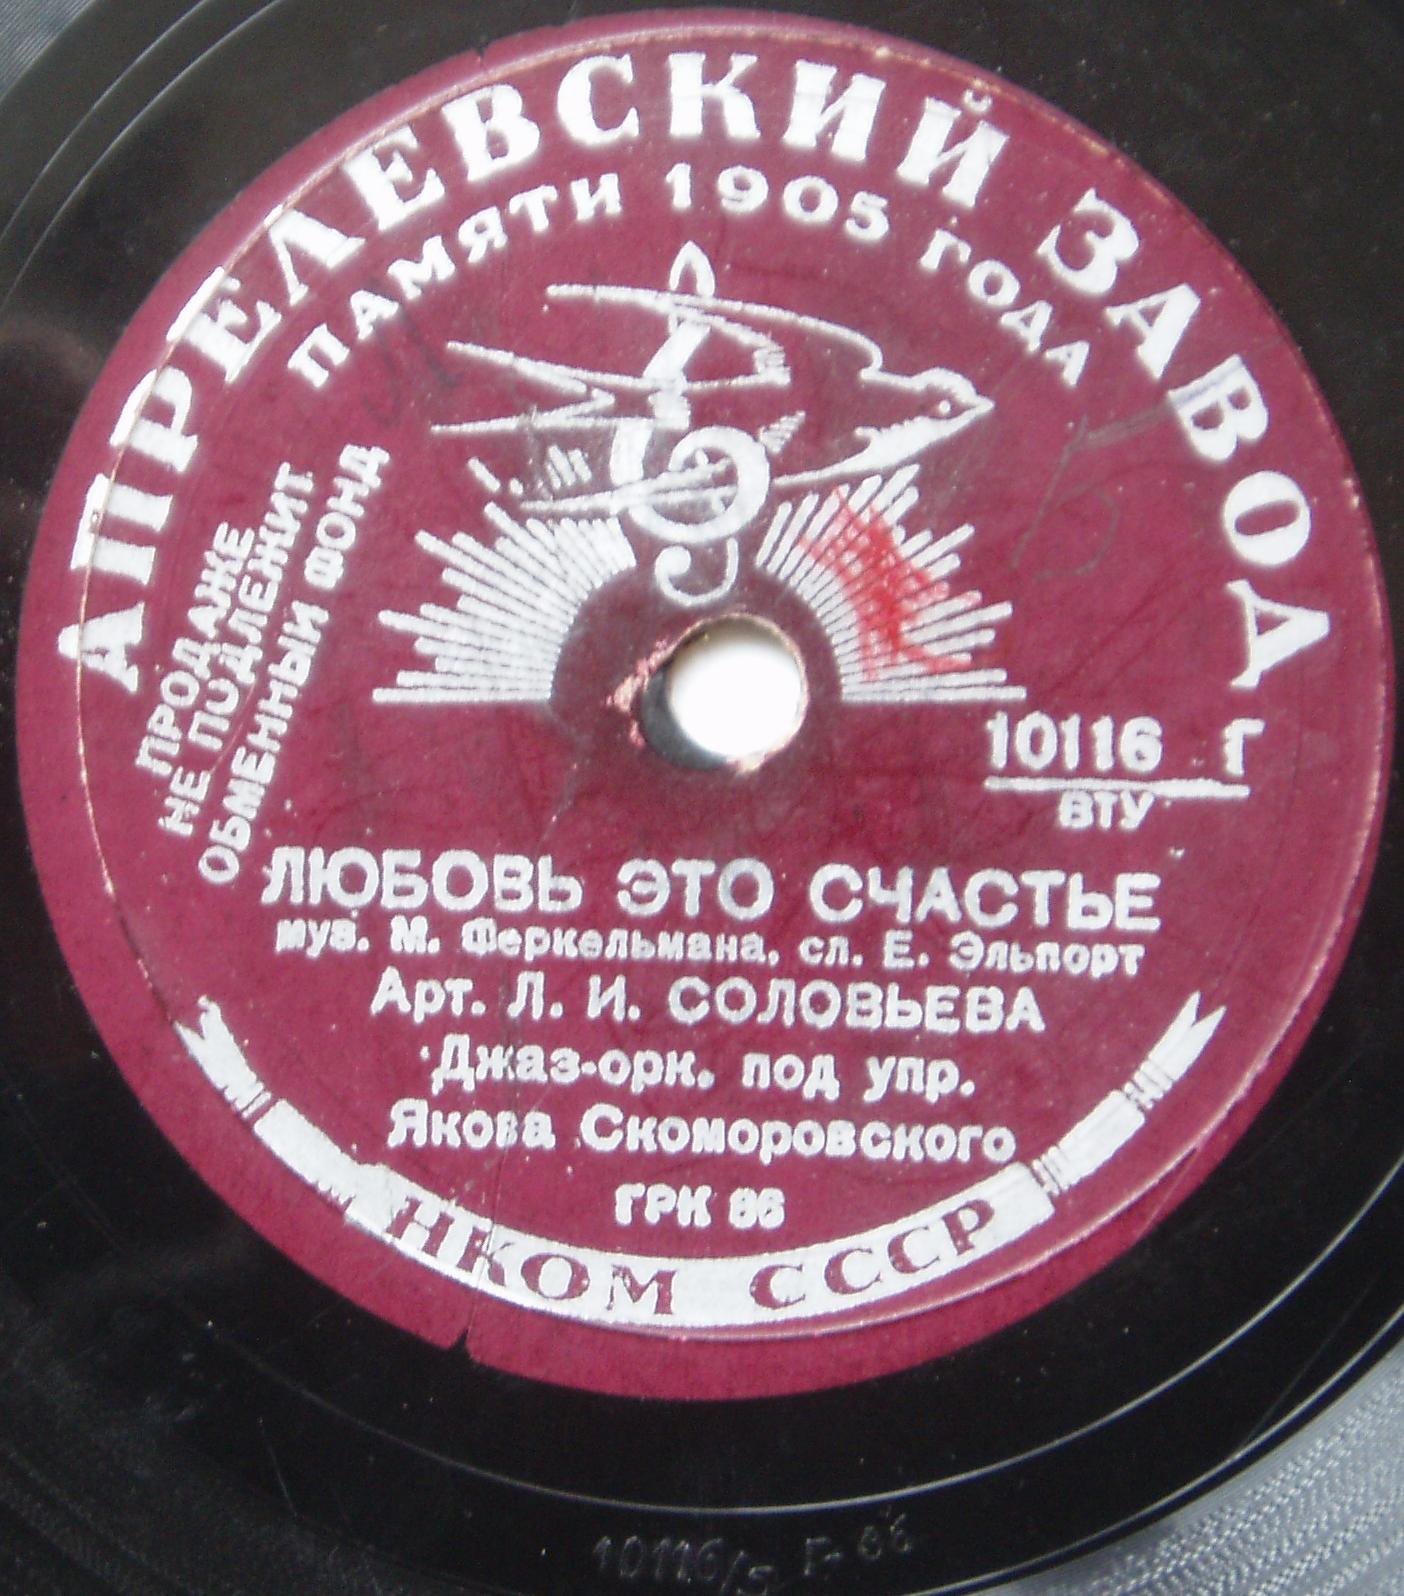 АПРЕЛЕВСКИЙ ЗАВОД
ПАМЯТИ 1905 ГОДА
ПРОДАЖЕ
НЕ ПОДЛЕЖИТ
ОБМЕННЫЙ ФОНД
10116 Г
ВТУ
ЛЮБОВЬ ЭТО СЧАСТЬЕ
муз. М. Феркельмана, сл. Е. Эльпорт
Арт. Л. И. СОЛОВЬЕВА
Джаз-орк. под упр.
Якова Скоморовского
ГРК 86
НКОМ СССР